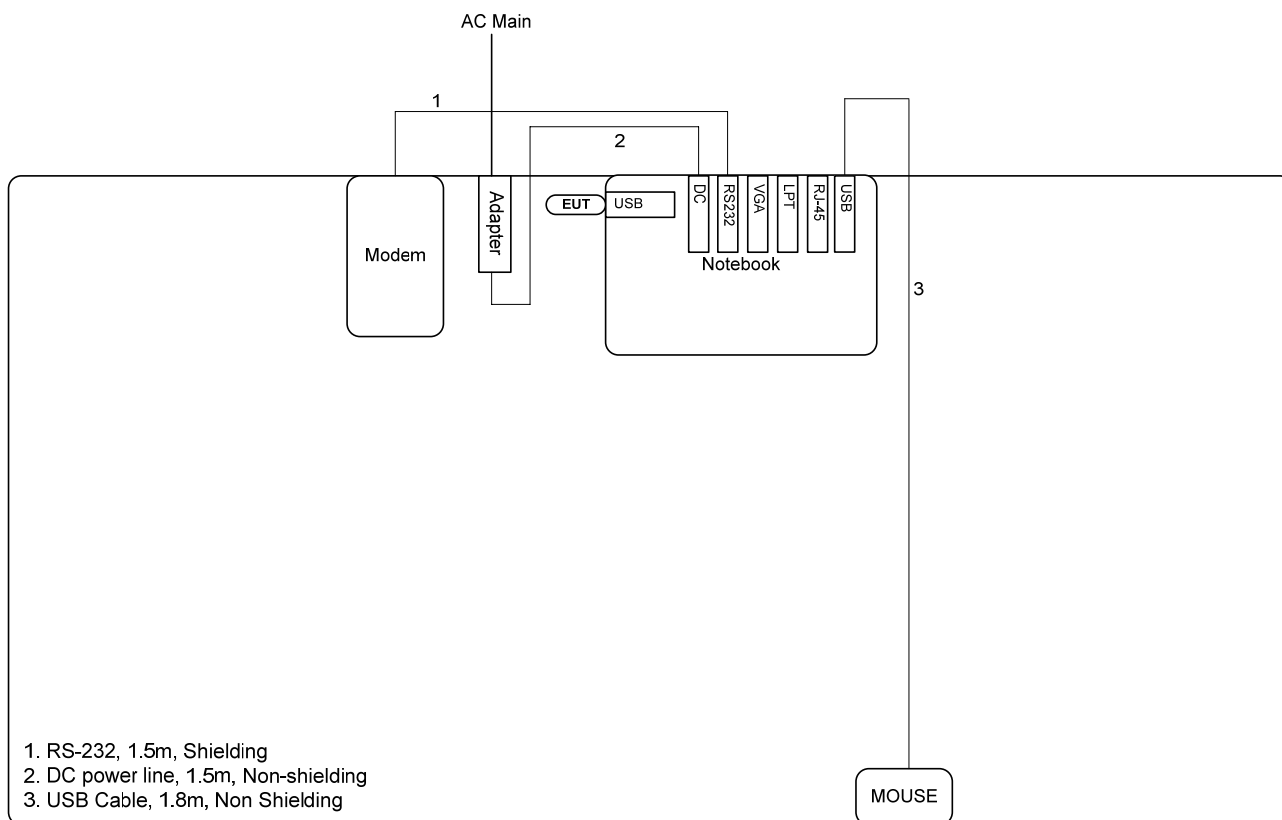 AC Main
1
2
3
Adapter
EUT
USB
DC
RS232
VGA
LPT
RJ-45
USB
Modem
Notebook
1. RS-232, 1.5m, Shielding
2. DC power line, 1.5m, Non-shielding
3. USB Cable, 1.8m, Non Shielding
MOUSE